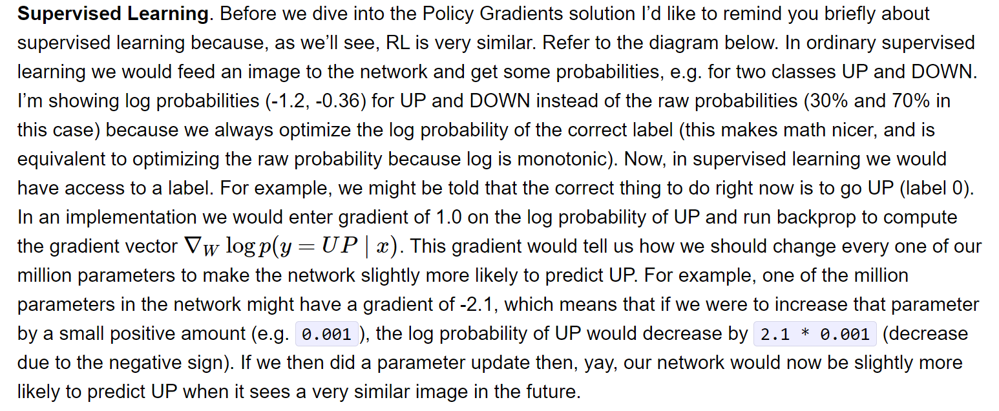 Supervised Learning. Before we dive into the Policy Gradients solution I’d like to remind you briefly about
supervised learning because, as we’ll see, RL is very similar. Refer to the diagram below. In ordinary supervised
learning we would feed an image to the network and get some probabilities, e.g. for two classes UP and DOWN.
I’m showing log probabilities (-1.2, -0.36) for UP and DOWN instead of the raw probabilities (30% and 70% in
this case) because we always optimize the log probability of the correct label (this makes math nicer, and is
equivalent to optimizing the raw probability because log is monotonic). Now, in supervised learning we would
have access to a label. For example, we might be told that the correct thing to do right now is to go UP (label 0).
In an implementation we would enter gradient of 1.0 on the log probability of UP and run backprop to compute
the gradient vector ∇_W log p(y = UP | x). This gradient would tell us how we should change every one of our
million parameters to make the network slightly more likely to predict UP. For example, one of the million
parameters in the network might have a gradient of -2.1, which means that if we were to increase that parameter
by a small positive amount (e.g. 0.001), the log probability of UP would decrease by 2.1 * 0.001 (decrease
due to the negative sign). If we then did a parameter update then, yay, our network would now be slightly more
likely to predict UP when it sees a very similar image in the future.